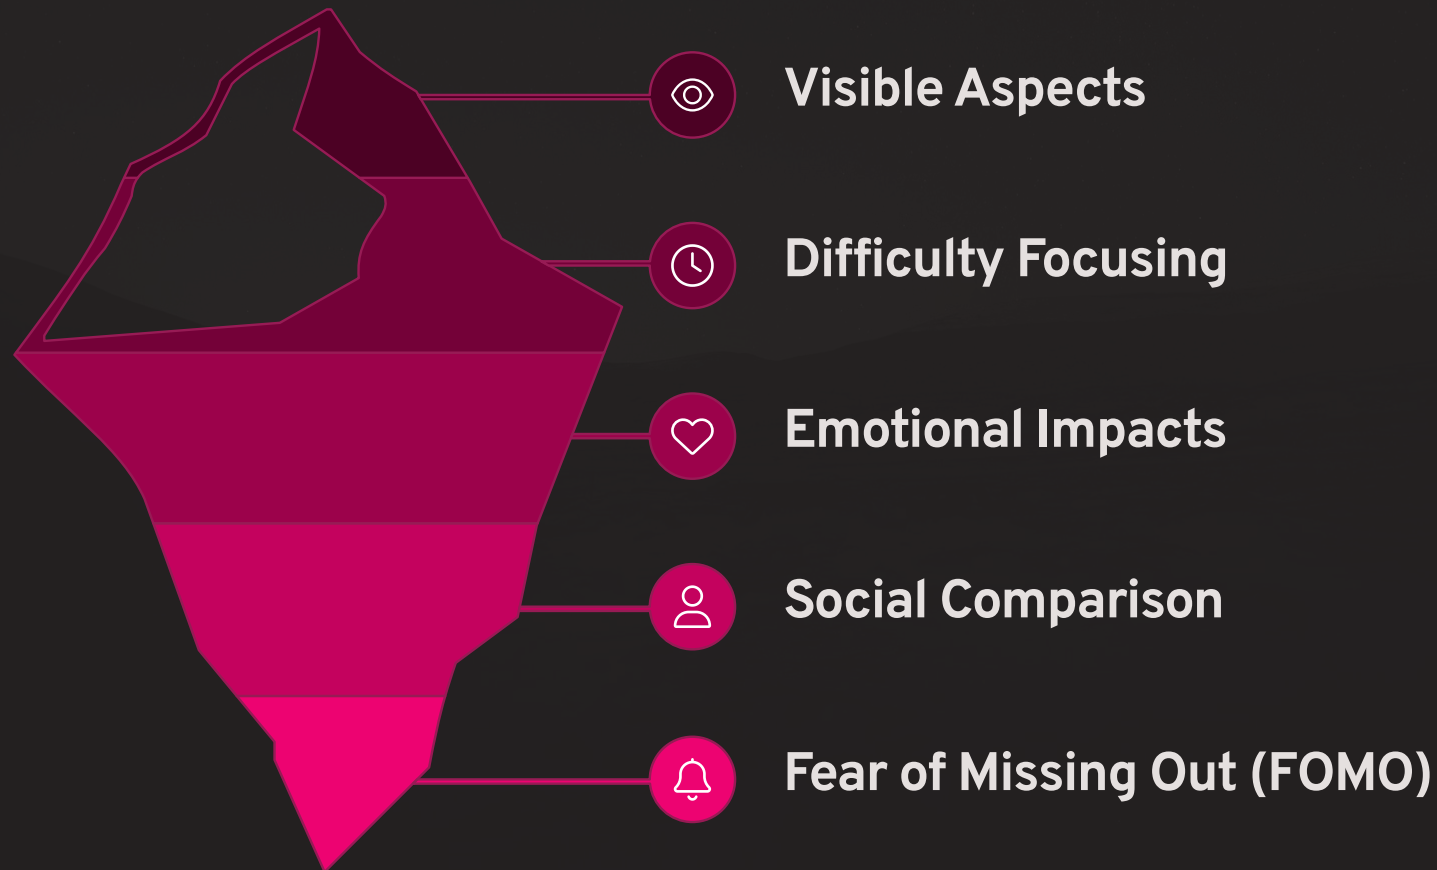 Visible Aspects
Difficulty Focusing
Emotional Impacts
Social Comparison
Fear of Missing Out (FOMO)